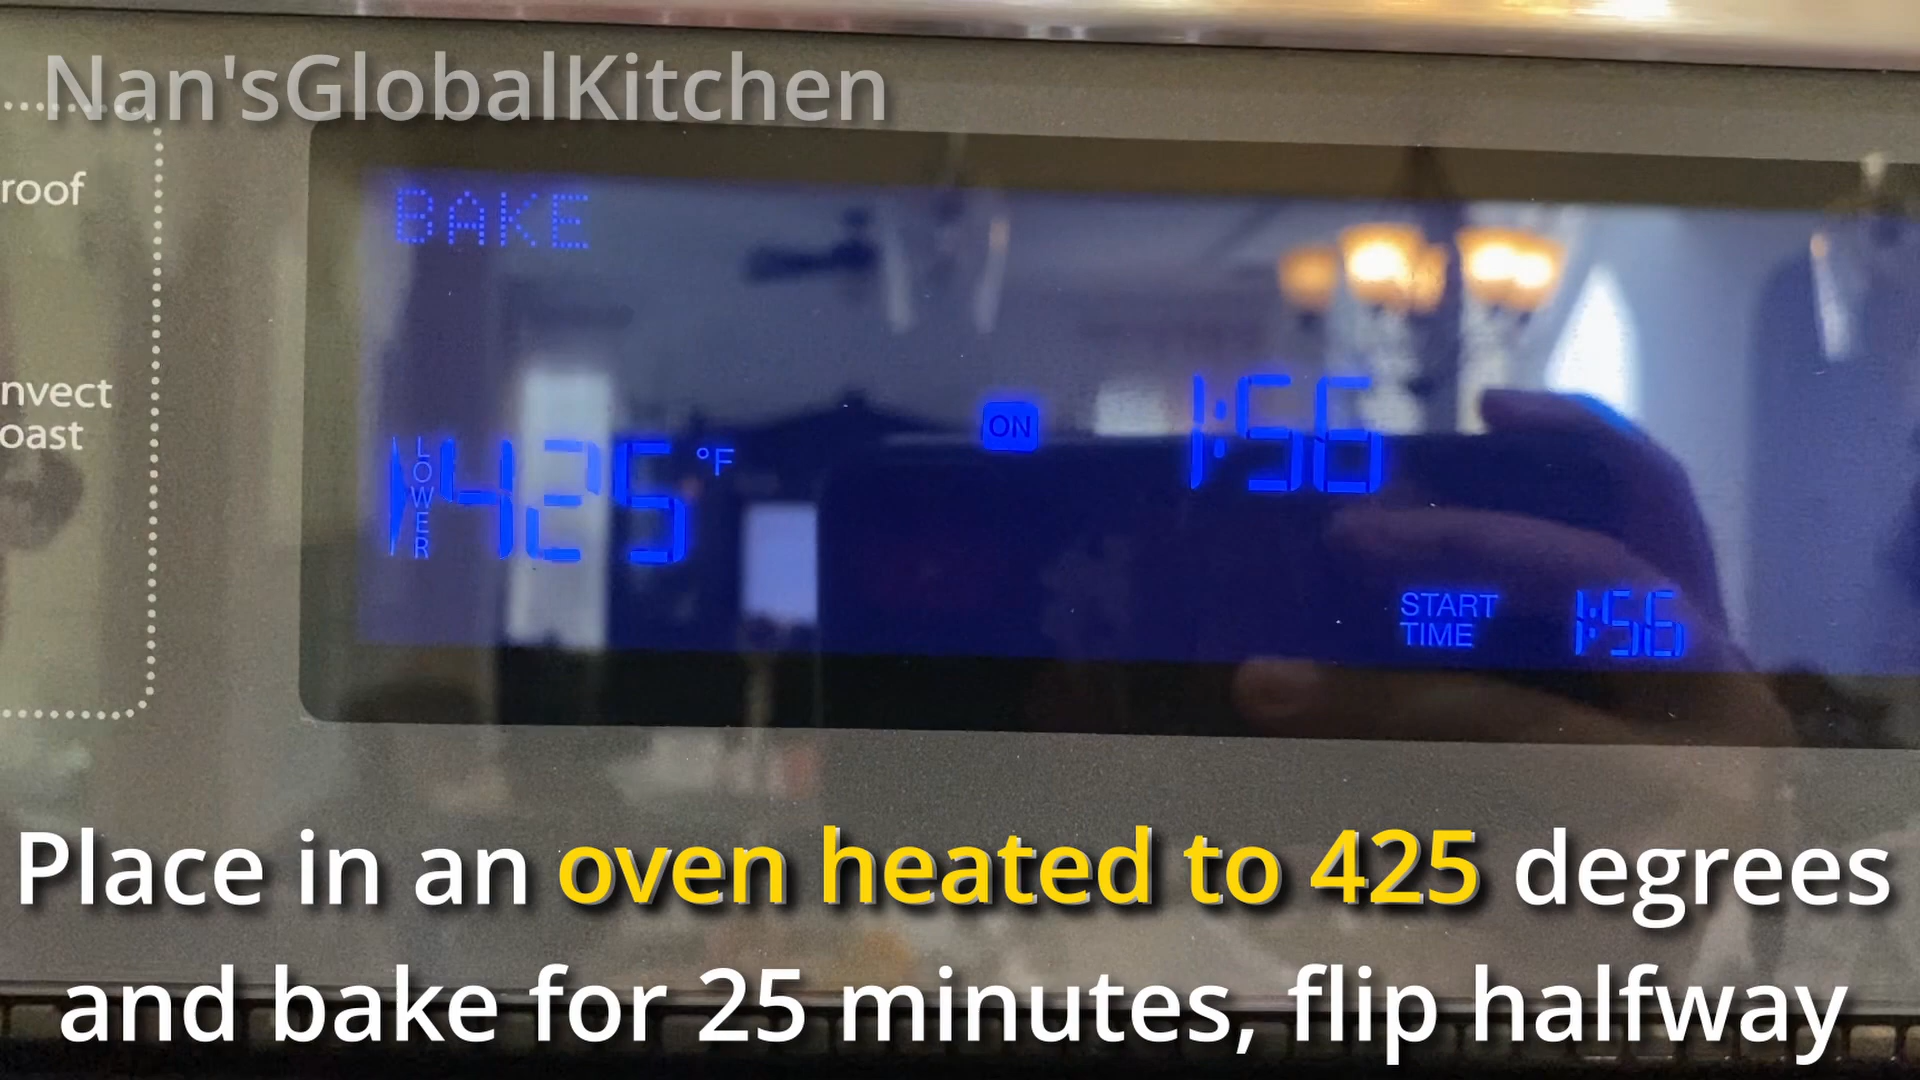 Nan'sGlobalKitchen
roof
nvect
oast
BAKE
LOWER
425 °F
ON
1:56
START
TIME
1:56
Place in an oven heated to 425 degrees
and bake for 25 minutes, flip halfway